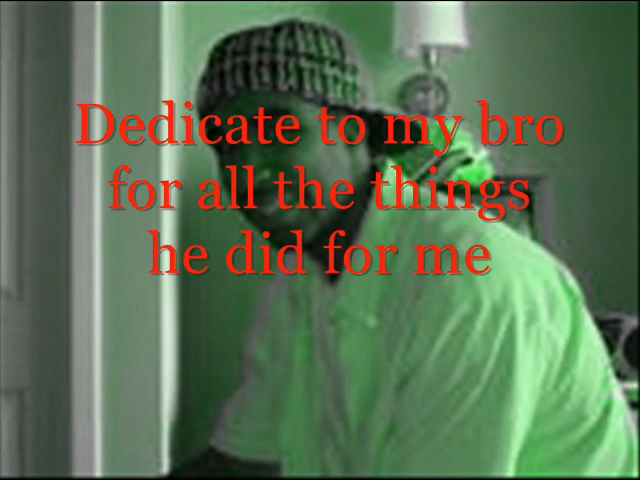 Dedicate to my bro
for all the things
he did for me